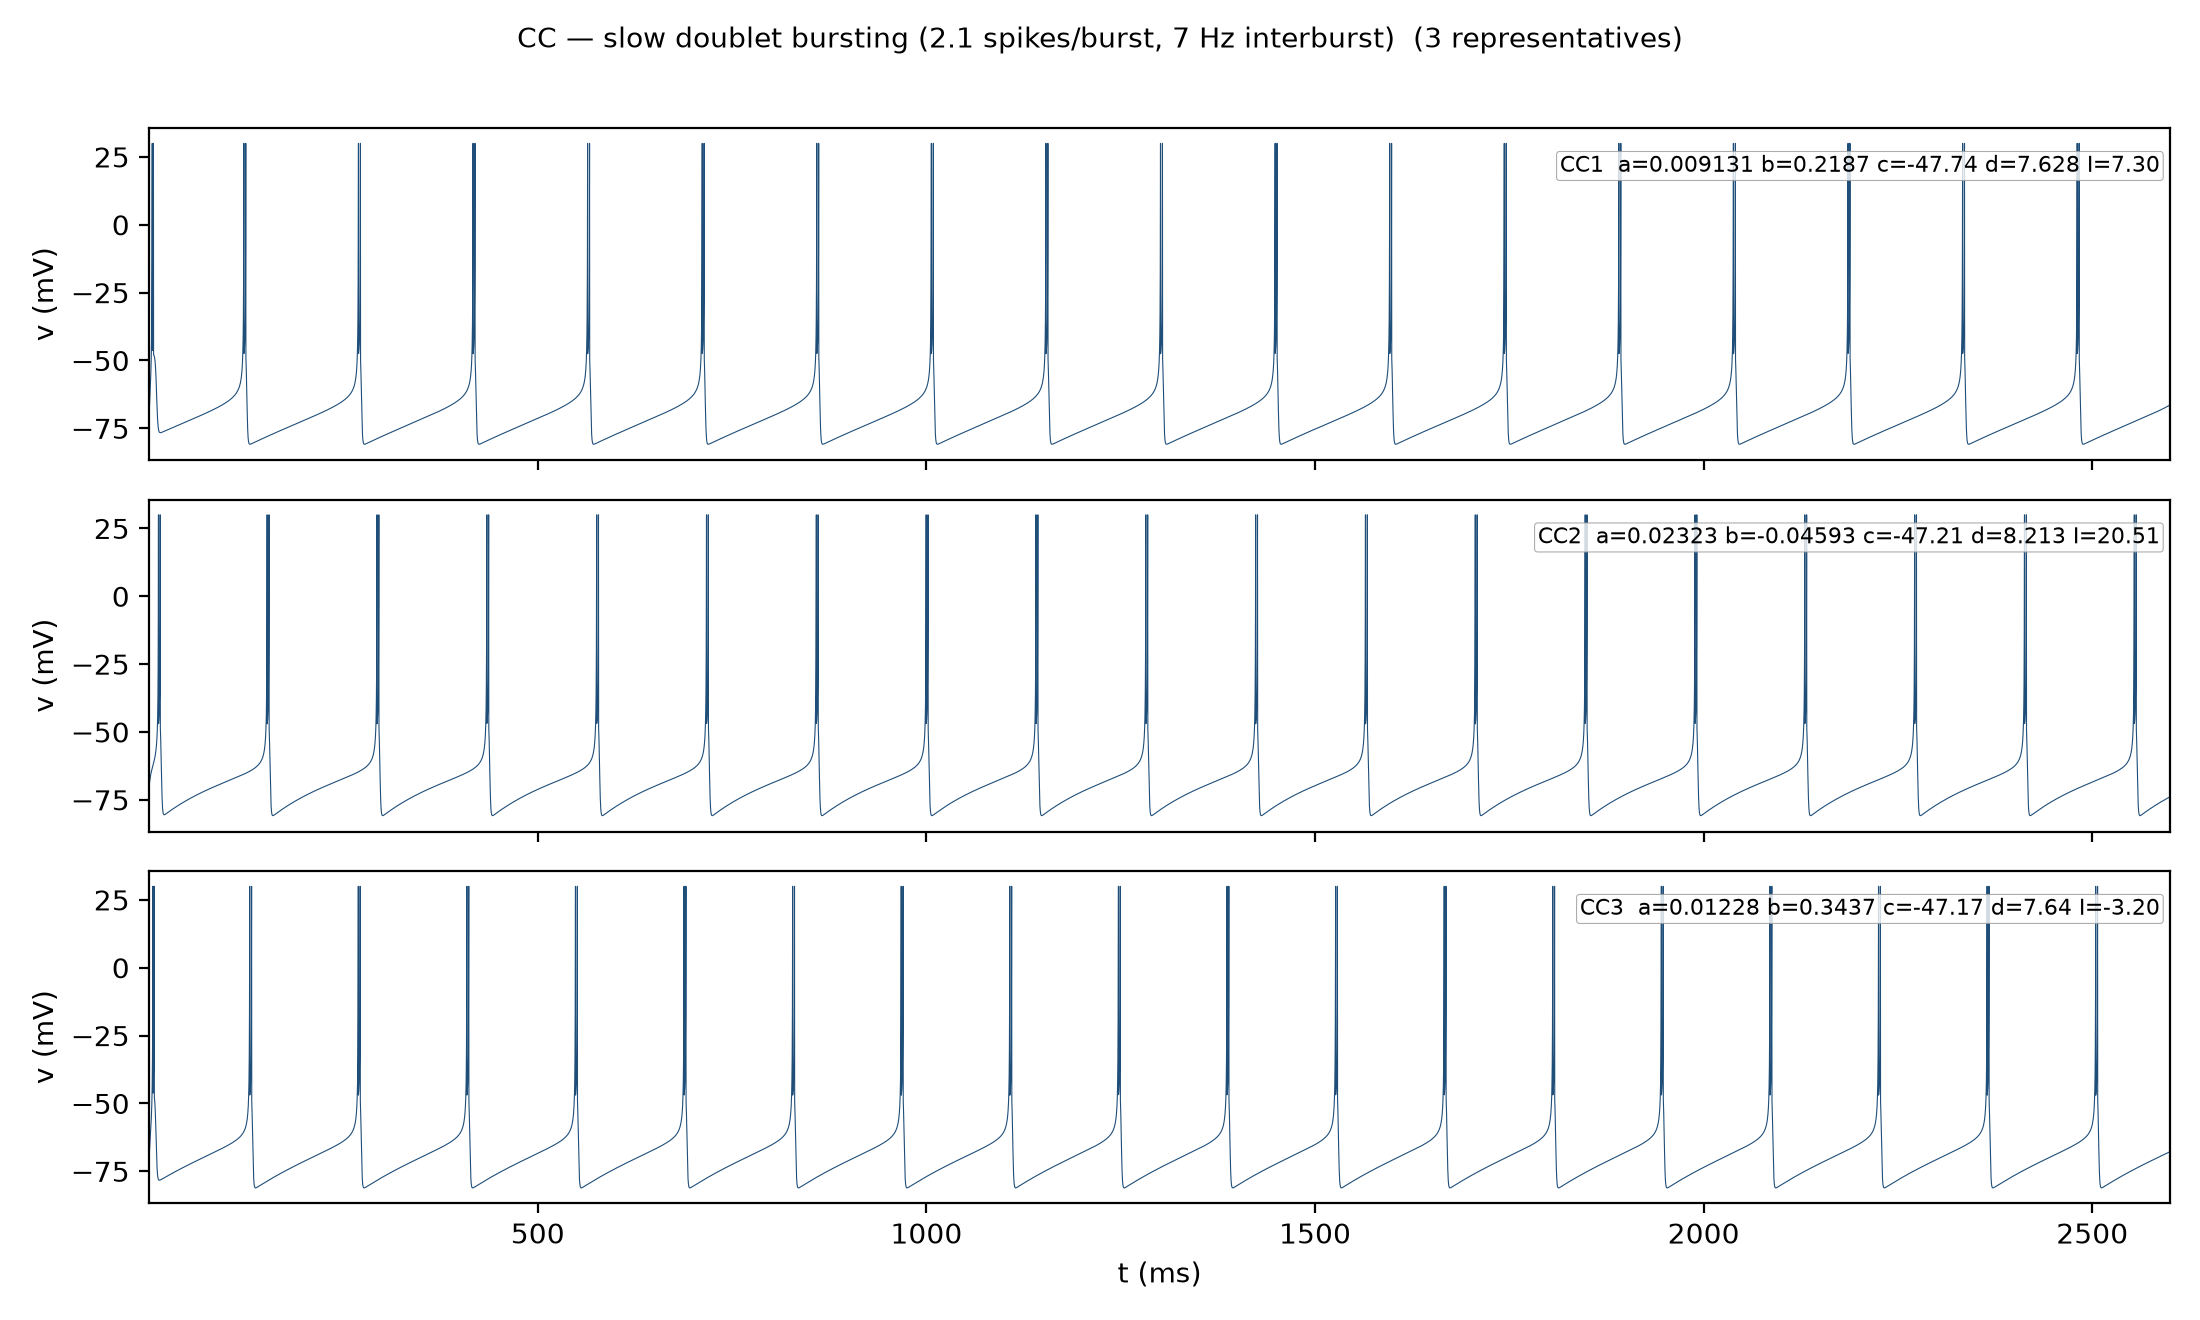 CC — slow doublet bursting (2.1 spikes/burst, 7 Hz interburst)  (3 representatives)
25
0
−25
−50
−75
v (mV)
CC1  a=0.009131 b=0.2187 c=-47.74 d=7.628 I=7.30
25
0
−25
−50
−75
v (mV)
CC2  a=0.02323 b=-0.04593 c=-47.21 d=8.213 I=20.51
25
0
−25
−50
−75
v (mV)
CC3  a=0.01228 b=0.3437 c=-47.17 d=7.64 I=-3.20
500 1000 1500 2000 2500
t (ms)